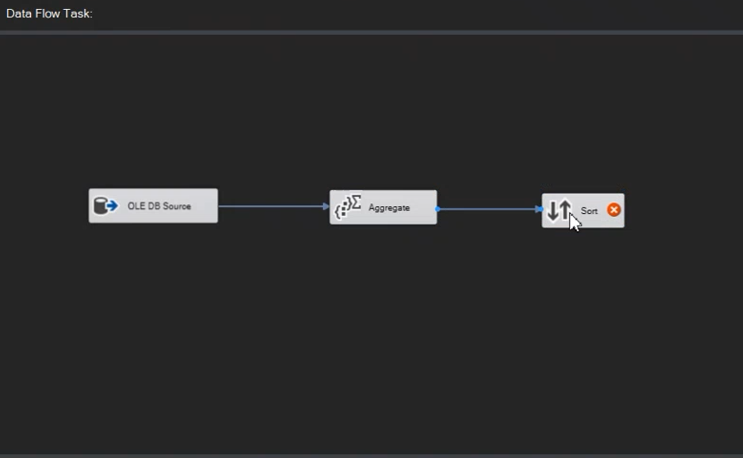 Data Flow Task:
OLE DB Source
Aggregate
Sort